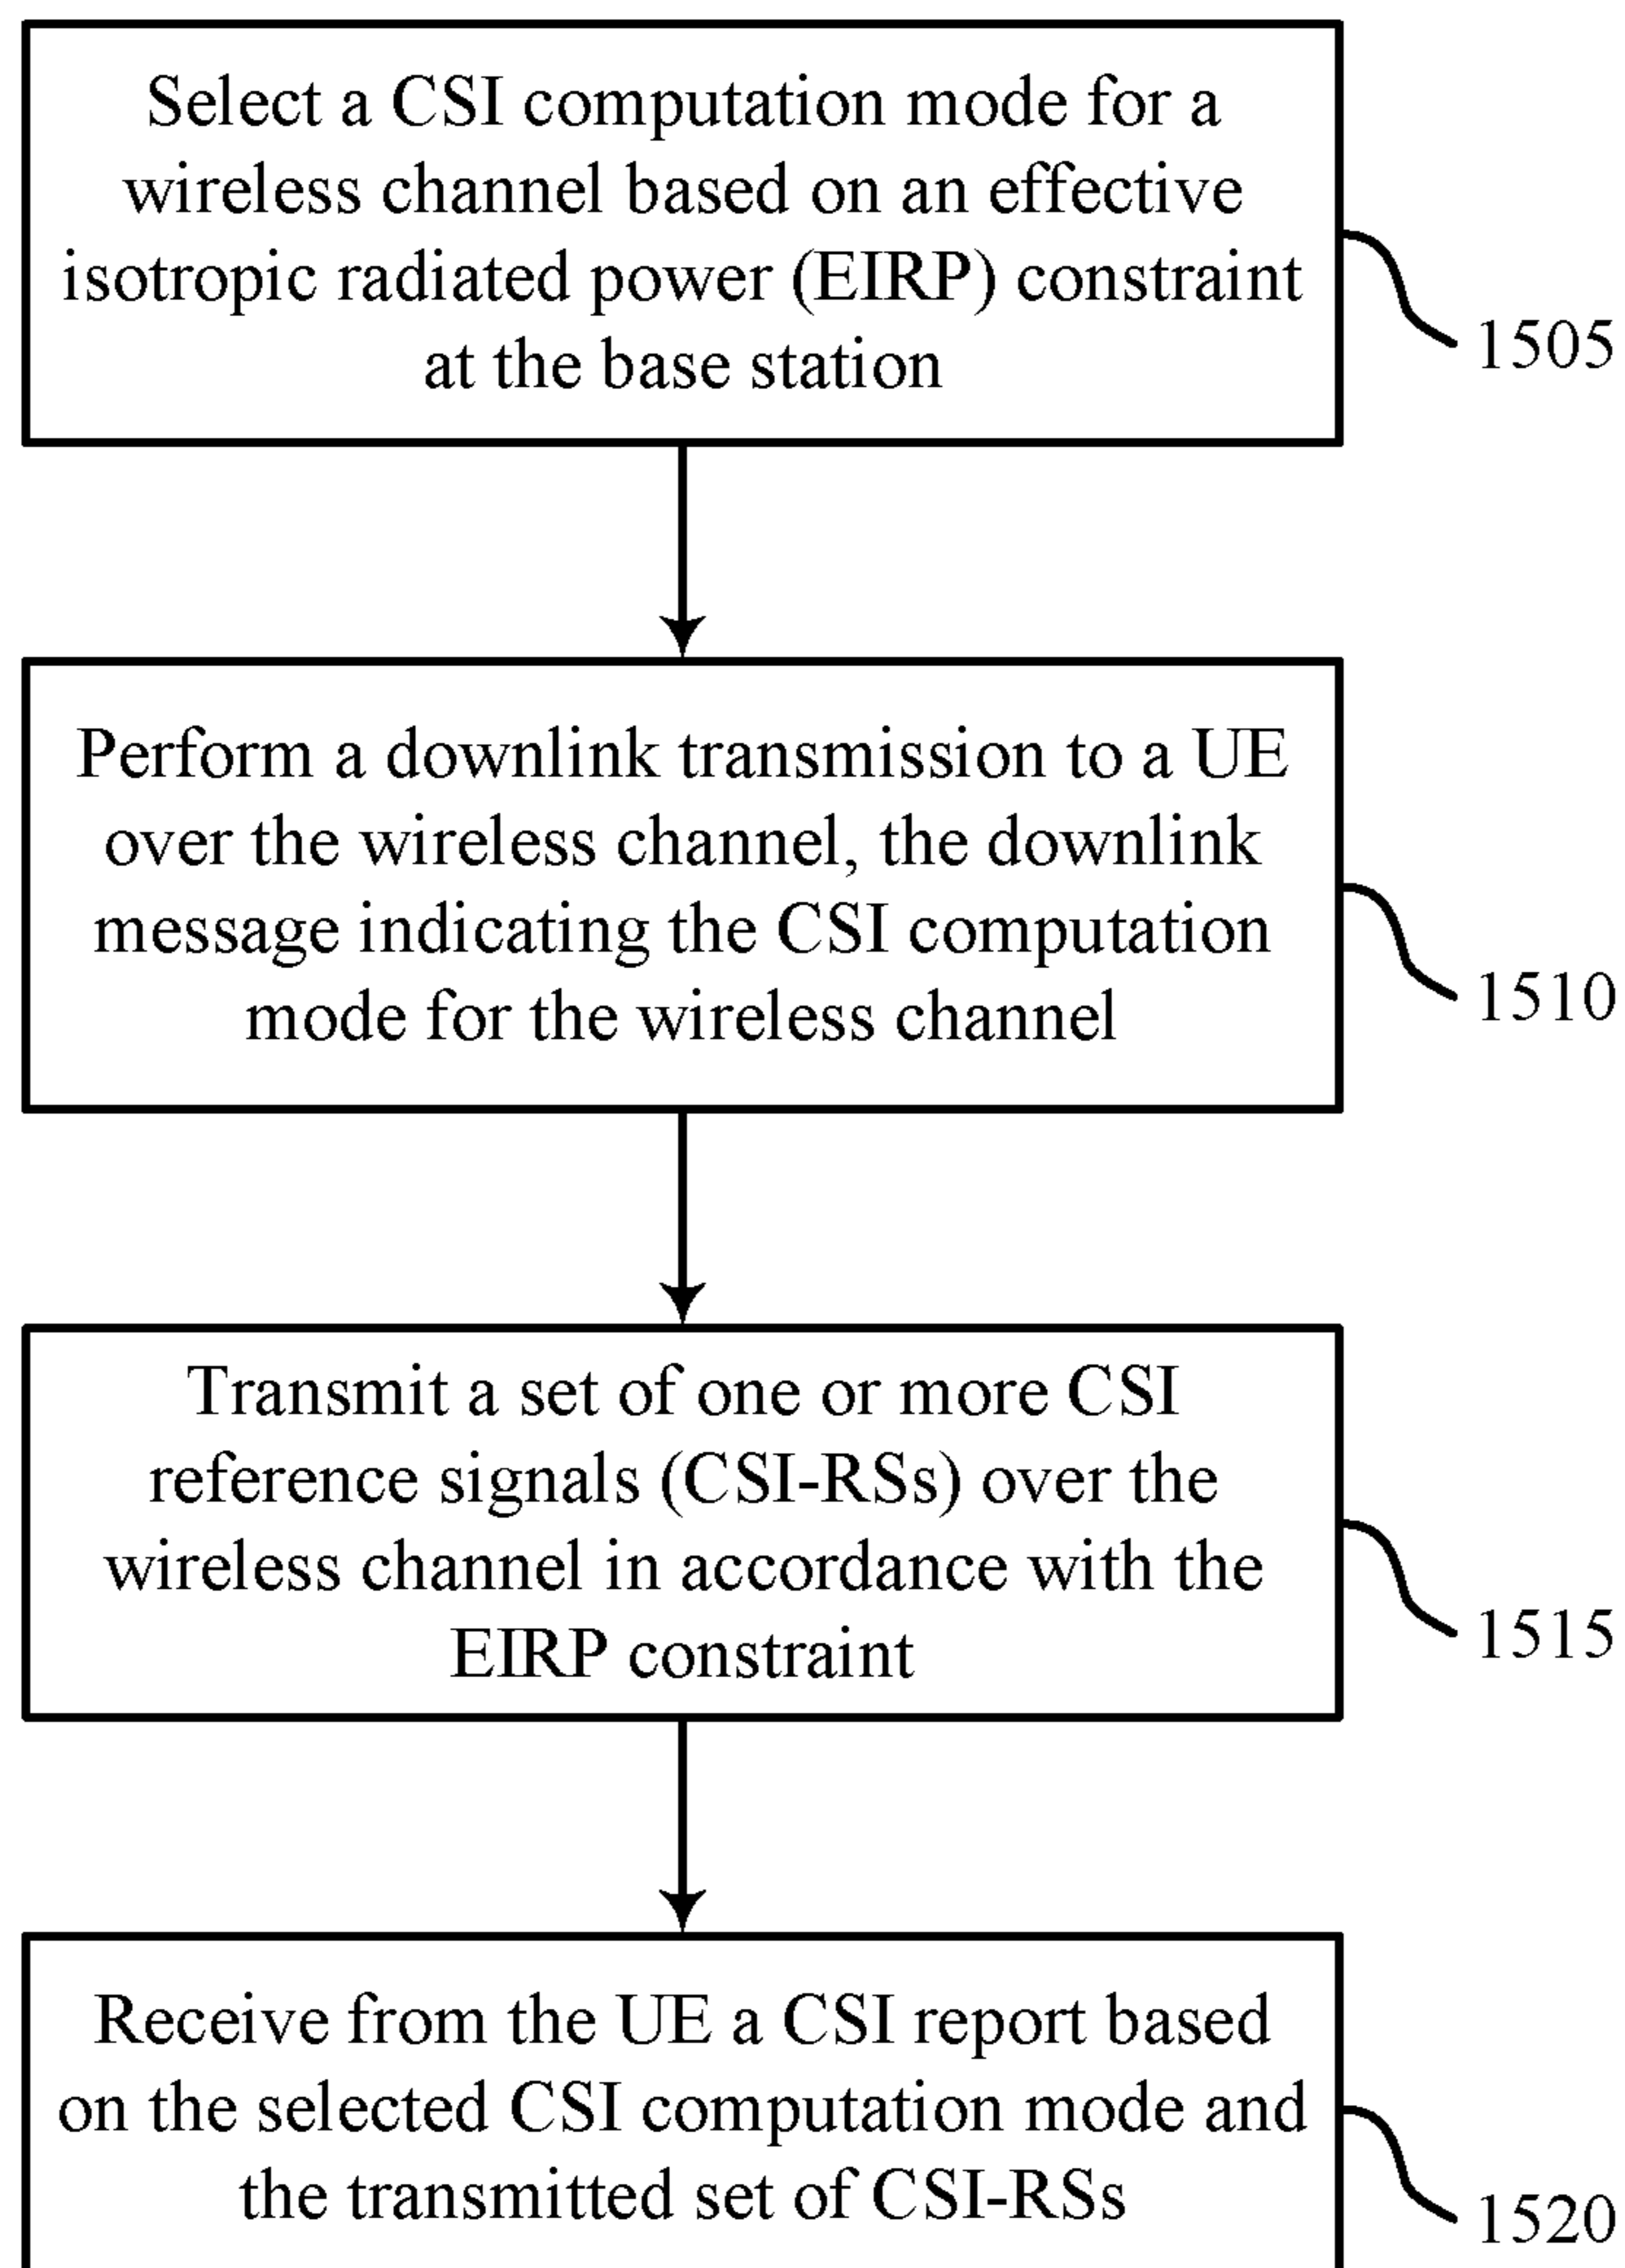 Select a CSI computation mode for a
wireless channel based on an effective
isotropic radiated power (EIRP) constraint
at the base station
1505
Perform a downlink transmission to a UE
over the wireless channel, the downlink
message indicating the CSI computation
mode for the wireless channel
1510
Transmit a set of one or more CSI
reference signals (CSI-RSs) over the
wireless channel in accordance with the
EIRP constraint
1515
Receive from the UE a CSI report based
on the selected CSI computation mode and
the transmitted set of CSI-RSs
1520